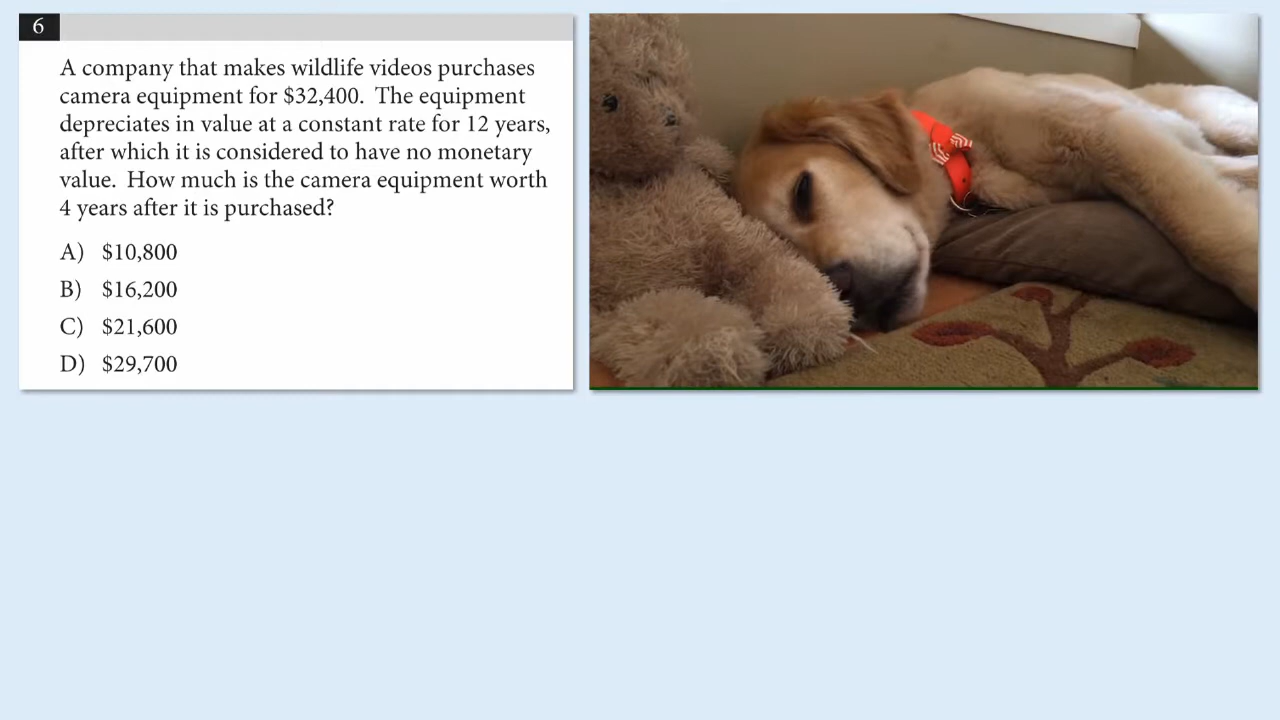 6
A company that makes wildlife videos purchases
camera equipment for $32,400. The equipment
depreciates in value at a constant rate for 12 years,
after which it is considered to have no monetary
value. How much is the camera equipment worth
4 years after it is purchased?
A) $10,800
B) $16,200
C) $21,600
D) $29,700